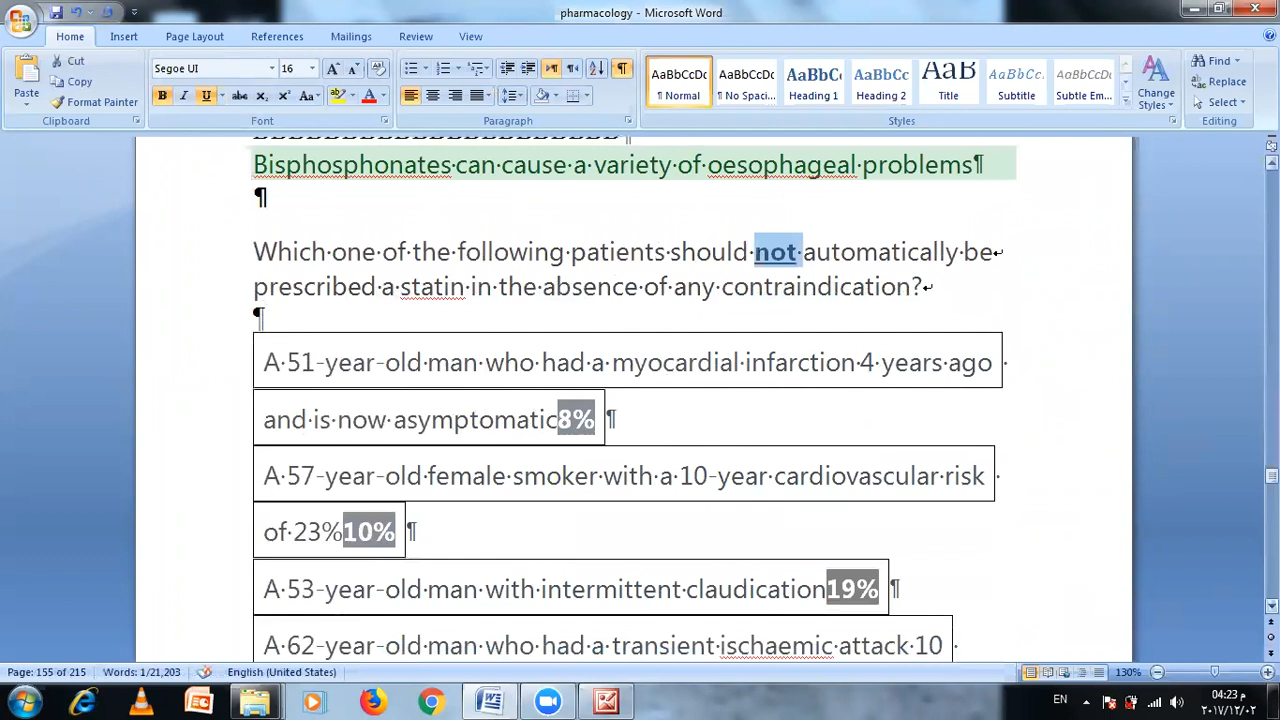 pharmacology - Microsoft Word
Home Insert Page Layout References Mailings Review View
Paste
Cut
Copy
Format Painter
Clipboard
Segoe UI 16
Font
Paragraph
AaBbCcDc AaBbCcDc AaBbC AaBbCc AaB AaBbCc. AaBbCcDc
¶ Normal ¶ No Spaci... Heading 1 Heading 2 Title Subtitle Subtle Em...
Change
Styles
Styles
Find
Replace
Select
Editing
Bisphosphonates can cause a variety of oesophageal problems¶
¶
Which one of the following patients should not automatically be
prescribed a statin in the absence of any contraindication?
¶
A 51-year-old man who had a myocardial infarction 4 years ago
and is now asymptomatic8% ¶
A 57-year-old female smoker with a 10-year cardiovascular risk
of 23%10% ¶
A 53-year-old man with intermittent claudication19% ¶
A 62-year-old man who had a transient ischaemic attack 10
Page: 155 of 215 Words: 1/21,203 English (United States) 130%
EN
04:23 م
٢٠١٧/١٢/٠٢